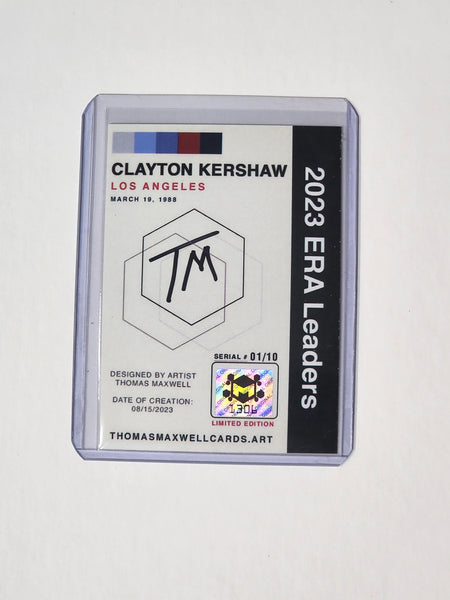 CLAYTON KERSHAW
LOS ANGELES
MARCH 19, 1988
2023 ERA Leaders
TM
SERIAL # 01/10
DESIGNED BY ARTIST
THOMAS MAXWELL
DATE OF CREATION:
08/15/2023
M
1306
LIMITED EDITION
THOMASMAXWELLCARDS.ART